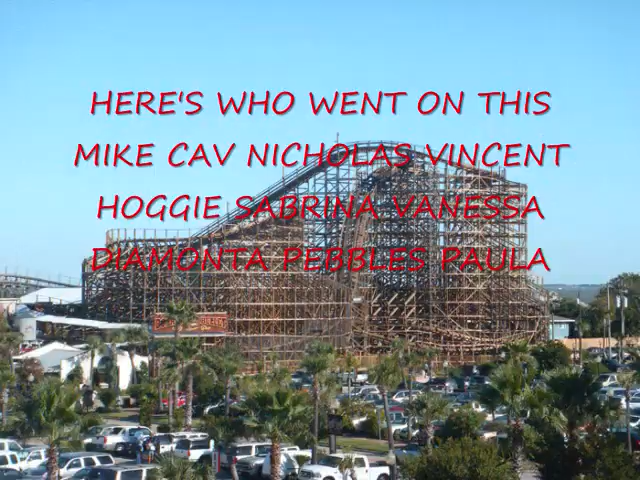 HERE'S WHO WENT ON THIS
MIKE CAV NICHOLAS VINCENT
HOGGIE SABRINA VANESSA
DIAMONTA PEBBLES PAULA